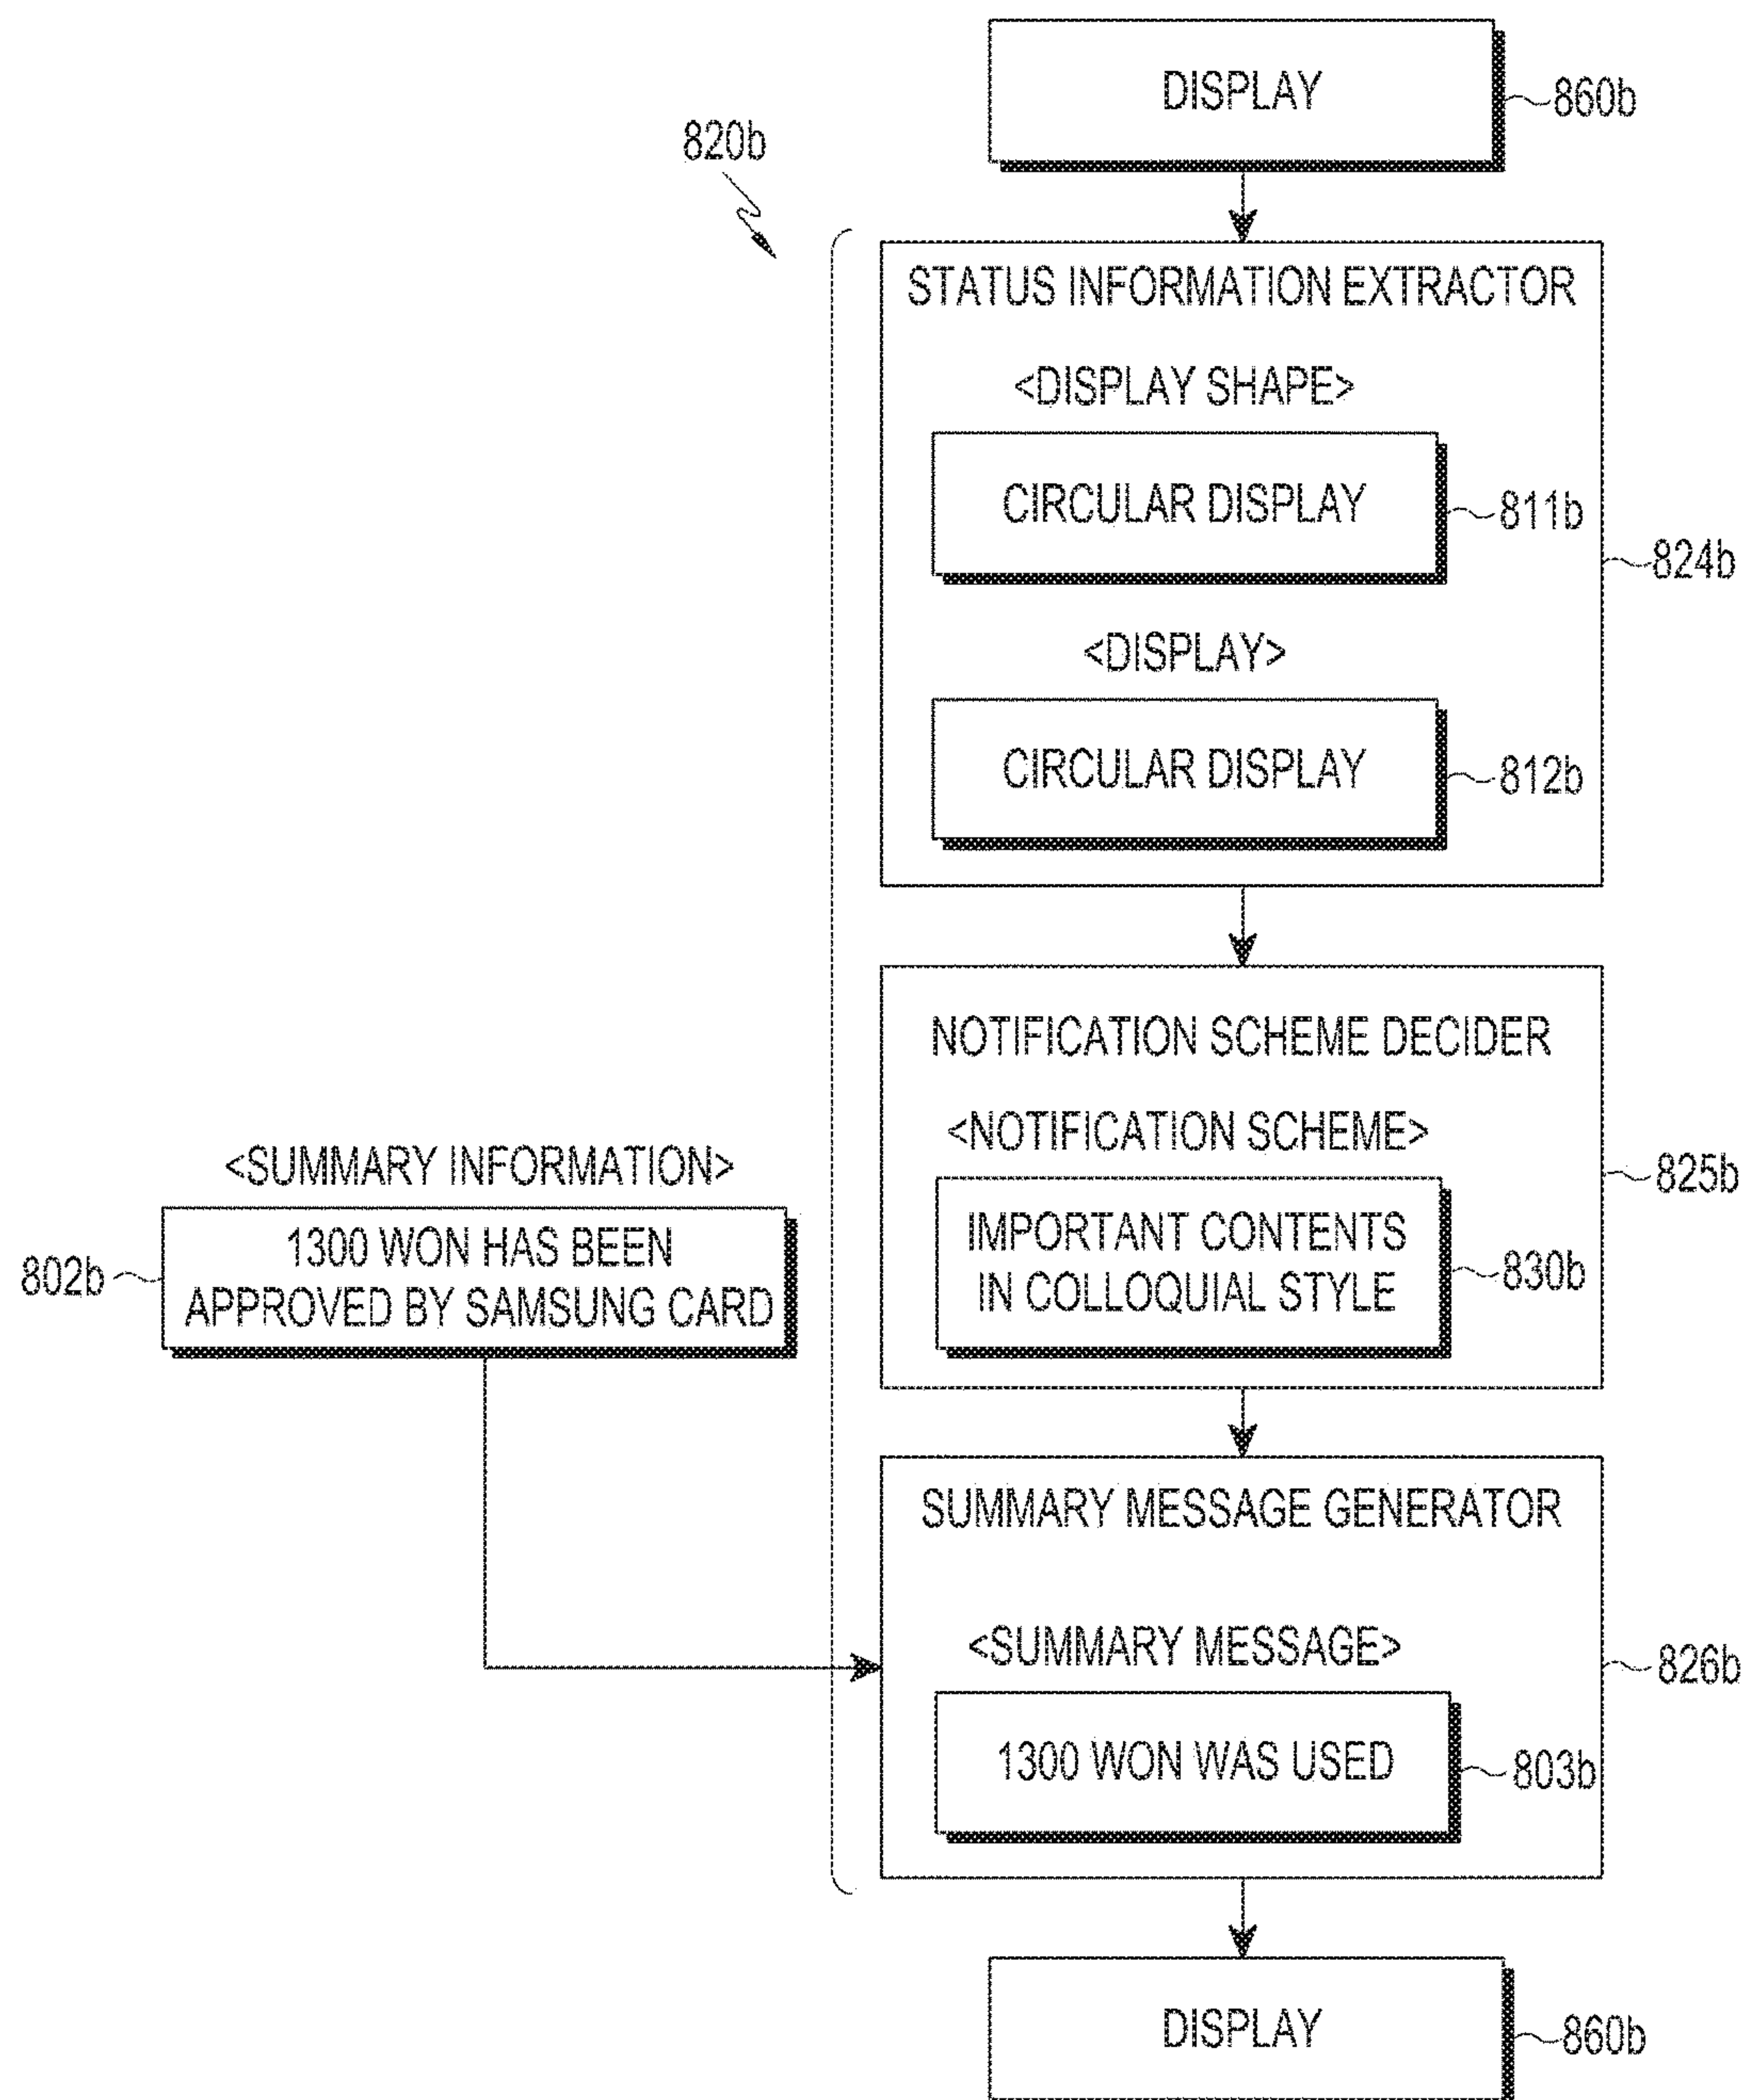 DISPLAY
860b
820b
STATUS INFORMATION EXTRACTOR
<DISPLAY SHAPE>
CIRCULAR DISPLAY
811b
824b
<DISPLAY>
CIRCULAR DISPLAY
812b
NOTIFICATION SCHEME DECIDER
<NOTIFICATION SCHEME>
825b
IMPORTANT CONTENTS
IN COLLOQUIAL STYLE
830b
<SUMMARY INFORMATION>
1300 WON HAS BEEN
APPROVED BY SAMSUNG CARD
802b
SUMMARY MESSAGE GENERATOR
<SUMMARY MESSAGE>
826b
1300 WON WAS USED
803b
DISPLAY
860b